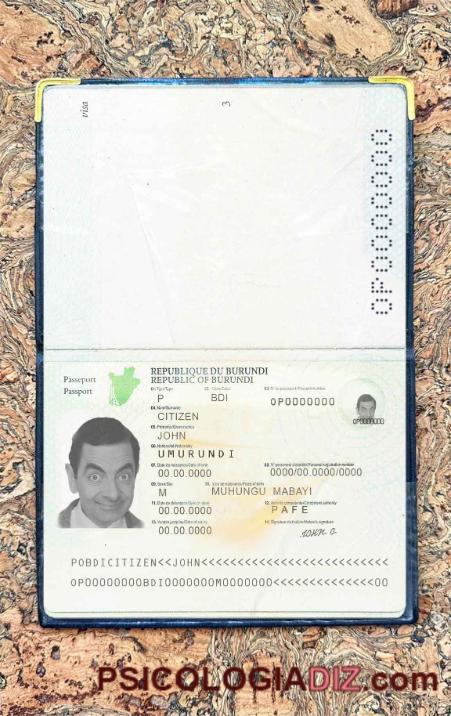 visa
3
OP0000000
Passeport
Passport
REPUBLIQUE DU BURUNDI
REPUBLIC OF BURUNDI
P BDI OP0000000
CITIZEN
JOHN
UMURUNDI
00.00.0000 0000/00.0000/0000
M MUHUNGU MABAYI
00.00.0000 PAFE
00.00.0000
JOHN C.
OP0000000
POBDICITIZEN<<JOHN<<<<<<<<<<<<<<<<<<<<<<<<<<
OP00000000BDI0000000M0000000<<<<<<<<<<<<<<00
PSICOLOGIADIZ.com